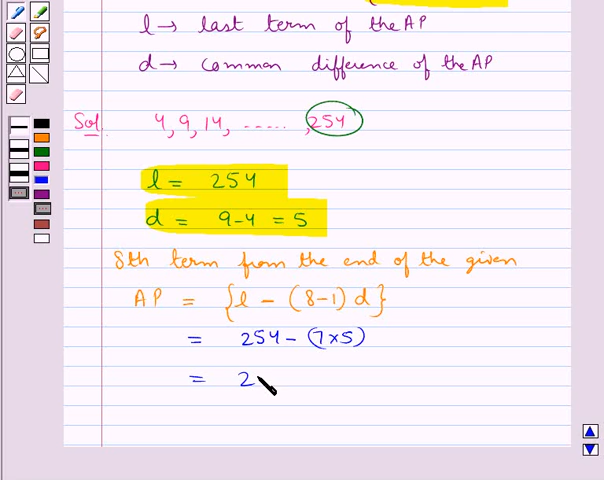 l → last term of the AP
d → common difference of the AP
Sol. 4, 9, 14, ..... , 254
l = 254
d = 9-4 = 5
8th term from the end of the given
AP = {l - (8-1) d}
= 254 - (7×5)
= 2